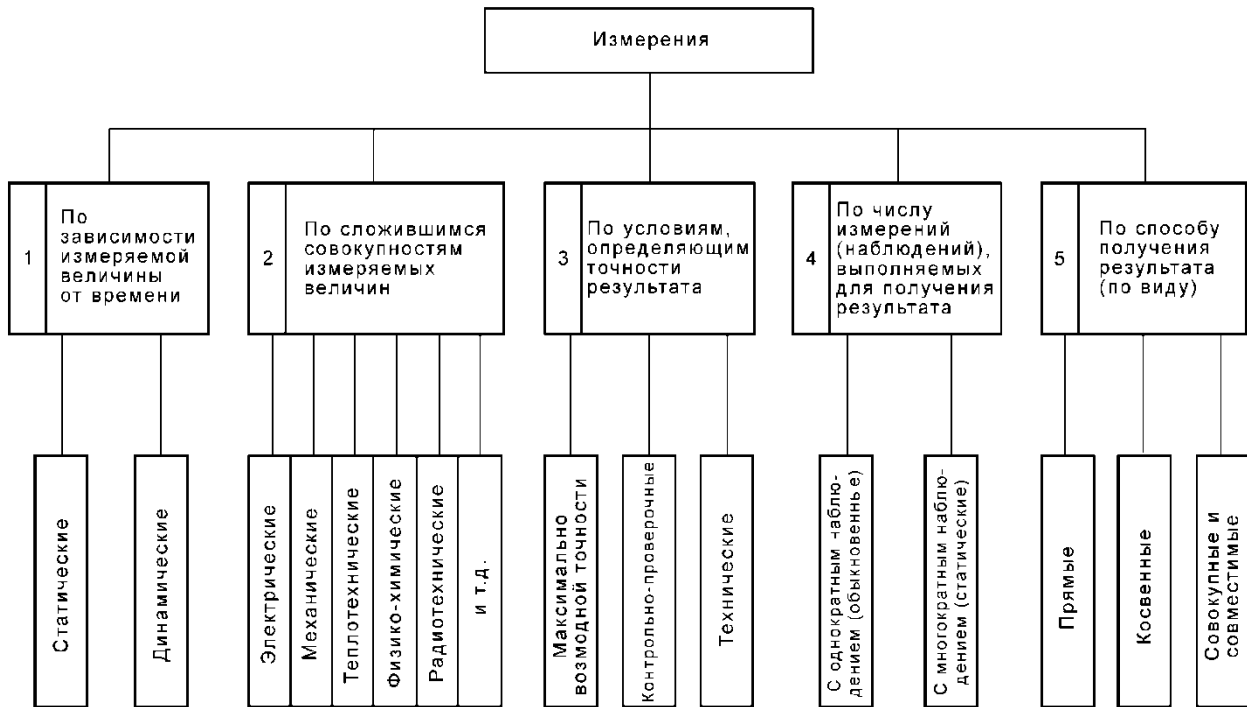 Измерения
1
По
зависимости
измеряемой
величины
от времени
2
По сложившимся
совокупностям
измеряемых
величин
3
По условиям,
определяющим
точности
результата
4
По числу
измерений
(наблюдений),
выполняемых
для получения
результата
5
По способу
получения
результата
(по виду)
Статические
Динамические
Электрические
Механические
Теплотехнические
Физико-химические
Радиотехнические
и т.д.
Максимально
возмодной точности
Контрольно-проверочные
Технические
С однократным наблю-
дением (обыкновенные)
С многократным наблю-
дением (статические)
Прямые
Косвенные
Совокупные и
совместимые